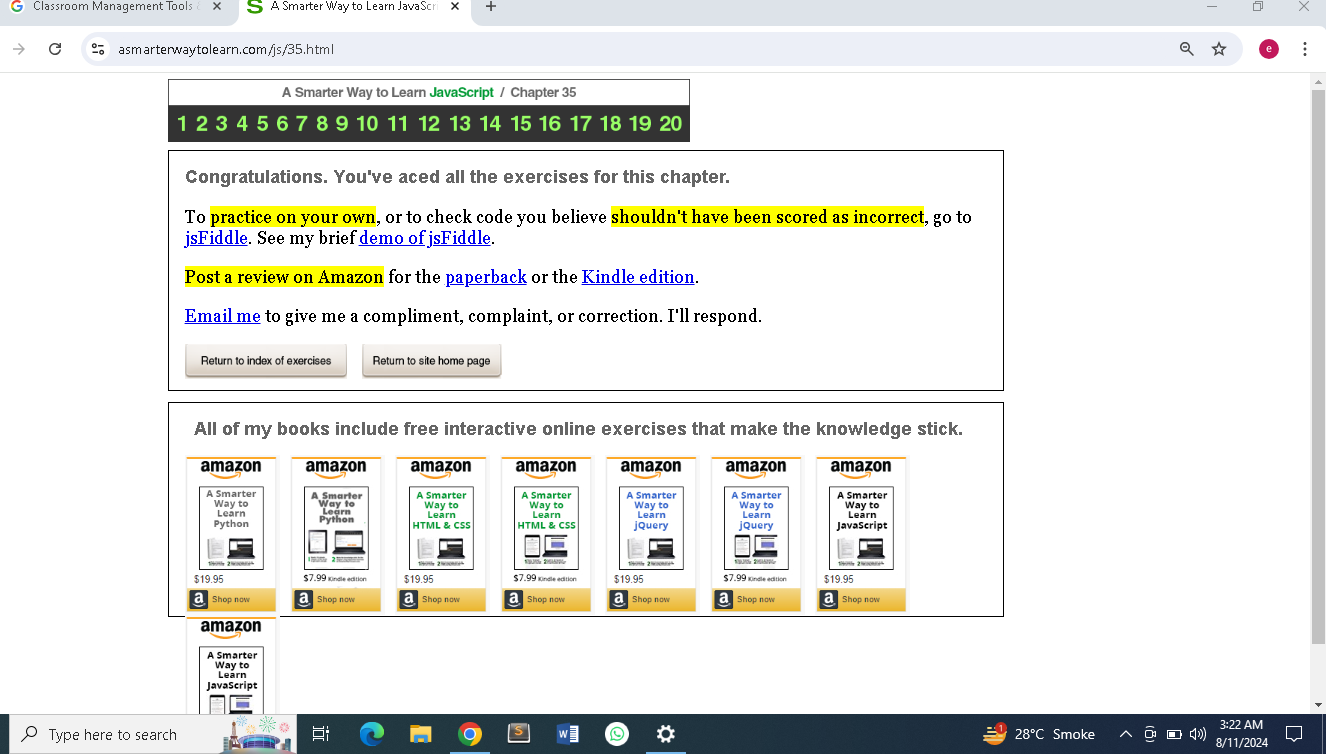 Classroom Management Tools
A Smarter Way to Learn JavaScr
asmarterwaytolearn.com/js/35.html
e
A Smarter Way to Learn JavaScript / Chapter 35
1 2 3 4 5 6 7 8 9 10 11 12 13 14 15 16 17 18 19 20
Congratulations. You've aced all the exercises for this chapter.
To practice on your own, or to check code you believe shouldn't have been scored as incorrect, go to
jsFiddle. See my brief demo of jsFiddle.
Post a review on Amazon for the paperback or the Kindle edition.
Email me to give me a compliment, complaint, or correction. I'll respond.
Return to index of exercises Return to site home page
All of my books include free interactive online exercises that make the knowledge stick.
amazon amazon amazon amazon amazon amazon amazon
A Smarter A Smarter A Smarter A Smarter A Smarter A Smarter A Smarter
Way to Way to Way to Way to Way to Way to Way to
Learn Learn Learn Learn Learn Learn Learn
Python Python HTML & CSS HTML & CSS jQuery jQuery JavaScript
$19.95 $7.99 Kindle edition $19.95 $7.99 Kindle edition $19.95 $7.99 Kindle edition $19.95
a Shop now a Shop now a Shop now a Shop now a Shop now a Shop now a Shop now
amazon
A Smarter
Way to
Learn
JavaScript
Type here to search
1 28°C Smoke
3:22 AM
8/11/2024